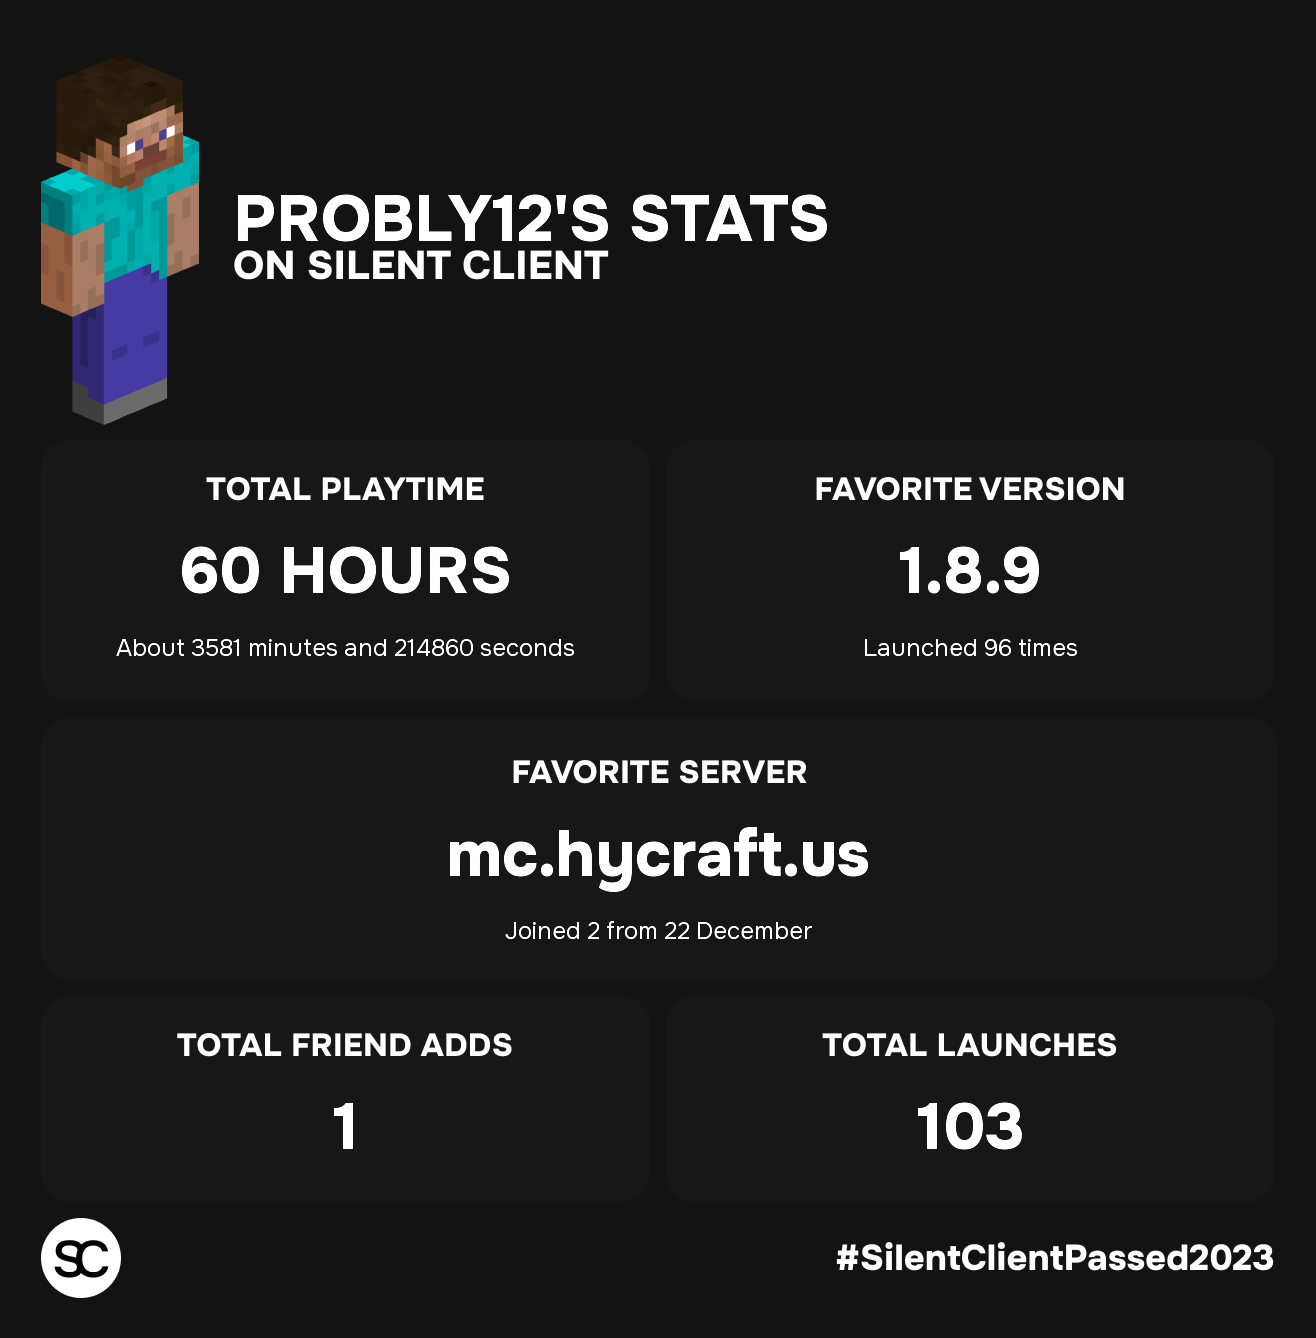 PROBLY12'S STATS
ON SILENT CLIENT
TOTAL PLAYTIME
60 HOURS
About 3581 minutes and 214860 seconds
FAVORITE VERSION
1.8.9
Launched 96 times
FAVORITE SERVER
mc.hycraft.us
Joined 2 from 22 December
TOTAL FRIEND ADDS
1
TOTAL LAUNCHES
103
SC
#SilentClientPassed2023